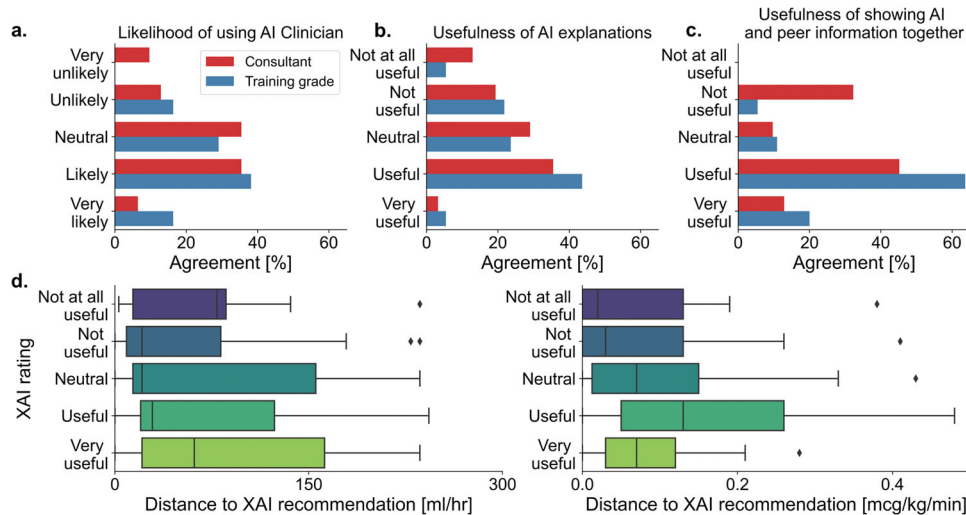 a.
Likelihood of using AI Clinician
Very
unlikely
Unlikely
Neutral
Likely
Very
likely
Consultant
Training grade
0
20
40
60
Agreement [%]
b.
Usefulness of AI explanations
Not at all
useful
Not
useful
Neutral
Useful
Very
useful
0
20
40
60
Agreement [%]
c.
Usefulness of showing AI
and peer information together
Not at all
useful
Not
useful
Neutral
Useful
Very
useful
0
20
40
60
Agreement [%]
d.
XAI rating
Not at all
useful
Not
useful
Neutral
Useful
Very
useful
0
150
300
Distance to XAI recommendation [ml/hr]
Not at all
useful
Not
useful
Neutral
Useful
Very
useful
0.0
0.2
0.4
Distance to XAI recommendation [mcg/kg/min]